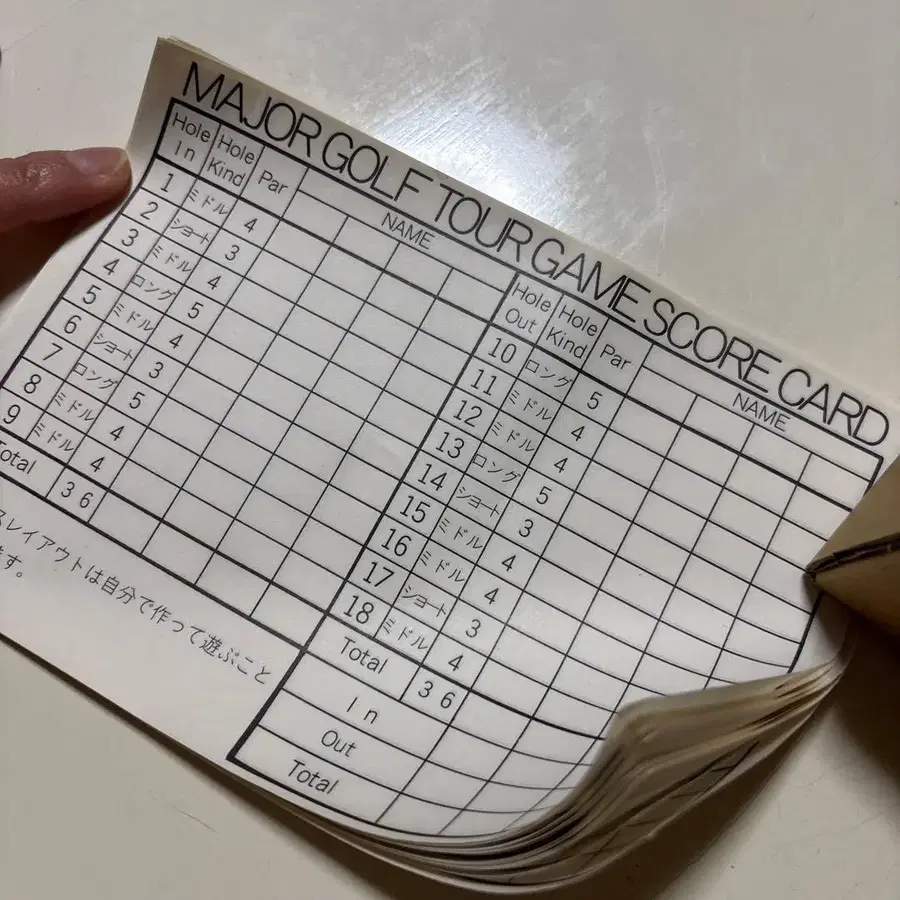 MAJOR GOLF TOUR GAME SCORE CARD
Hole In Hole Kind Par NAME
1 ミドル 4
2 ショート 3
3 ミドル 4
4 ロング 5
5 ミドル 4
6 ショート 3
7 ロング 5
8 ミドル 4
9 ミドル 4
Total 36
Hole Out Hole Kind Par NAME
10 ロング 5
11 ミドル 4
12 ミドル 4
13 ロング 5
14 ショート 3
15 ミドル 4
16 ミドル 4
17 ショート 3
18 ミドル 4
Total 36
In
Out
Total
スレイアウトは自分で作って遊ぶこと
ます。